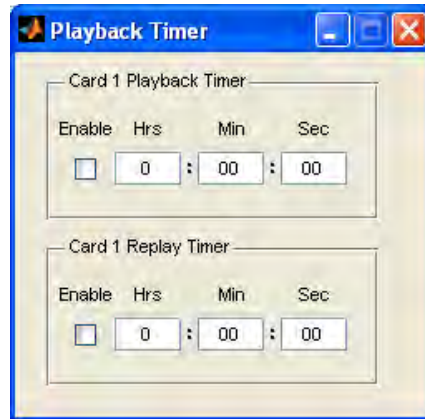 Playback Timer
Card 1 Playback Timer
Enable Hrs Min Sec
0 : 00 : 00
Card 1 Replay Timer
Enable Hrs Min Sec
0 : 00 : 00